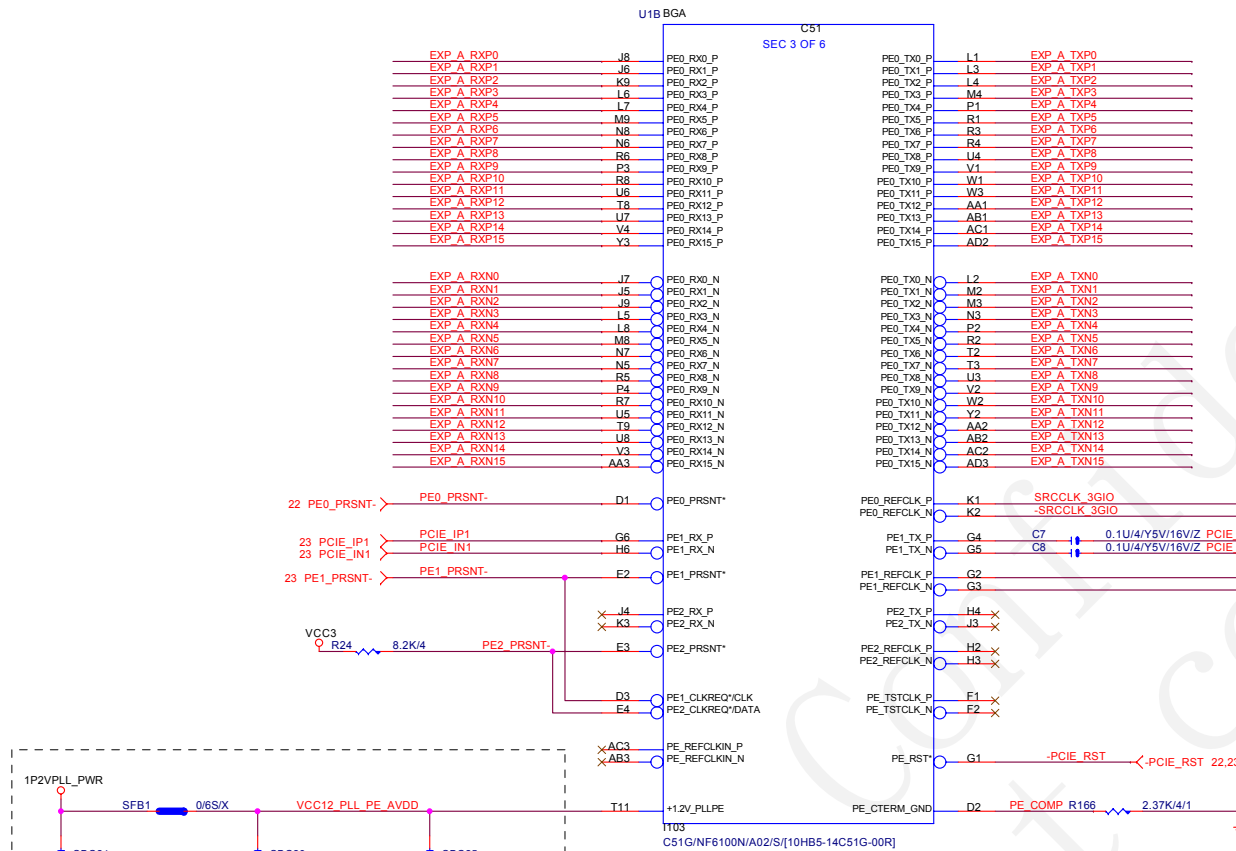 U1B BGA
C51
SEC 3 OF 6
EXP_A_RXP0 J8 PE0_RX0_P PE0_TX0_P L1 EXP_A_TXP0
EXP_A_RXP1 J6 PE0_RX1_P PE0_TX1_P L3 EXP_A_TXP1
EXP_A_RXP2 K9 PE0_RX2_P PE0_TX2_P L4 EXP_A_TXP2
EXP_A_RXP3 L6 PE0_RX3_P PE0_TX3_P M4 EXP_A_TXP3
EXP_A_RXP4 L7 PE0_RX4_P PE0_TX4_P P1 EXP_A_TXP4
EXP_A_RXP5 M9 PE0_RX5_P PE0_TX5_P R1 EXP_A_TXP5
EXP_A_RXP6 N8 PE0_RX6_P PE0_TX6_P R3 EXP_A_TXP6
EXP_A_RXP7 N6 PE0_RX7_P PE0_TX7_P R4 EXP_A_TXP7
EXP_A_RXP8 R6 PE0_RX8_P PE0_TX8_P U4 EXP_A_TXP8
EXP_A_RXP9 P3 PE0_RX9_P PE0_TX9_P V1 EXP_A_TXP9
EXP_A_RXP10 R8 PE0_RX10_P PE0_TX10_P W1 EXP_A_TXP10
EXP_A_RXP11 U6 PE0_RX11_P PE0_TX11_P W3 EXP_A_TXP11
EXP_A_RXP12 T8 PE0_RX12_P PE0_TX12_P AA1 EXP_A_TXP12
EXP_A_RXP13 U7 PE0_RX13_P PE0_TX13_P AB1 EXP_A_TXP13
EXP_A_RXP14 V4 PE0_RX14_P PE0_TX14_P AC1 EXP_A_TXP14
EXP_A_RXP15 Y3 PE0_RX15_P PE0_TX15_P AD2 EXP_A_TXP15
EXP_A_RXN0 J7 PE0_RX0_N PE0_TX0_N L2 EXP_A_TXN0
EXP_A_RXN1 J5 PE0_RX1_N PE0_TX1_N M2 EXP_A_TXN1
EXP_A_RXN2 J9 PE0_RX2_N PE0_TX2_N M3 EXP_A_TXN2
EXP_A_RXN3 L5 PE0_RX3_N PE0_TX3_N N3 EXP_A_TXN3
EXP_A_RXN4 L8 PE0_RX4_N PE0_TX4_N P2 EXP_A_TXN4
EXP_A_RXN5 M8 PE0_RX5_N PE0_TX5_N R2 EXP_A_TXN5
EXP_A_RXN6 N7 PE0_RX6_N PE0_TX6_N T2 EXP_A_TXN6
EXP_A_RXN7 N5 PE0_RX7_N PE0_TX7_N T3 EXP_A_TXN7
EXP_A_RXN8 R5 PE0_RX8_N PE0_TX8_N U3 EXP_A_TXN8
EXP_A_RXN9 P4 PE0_RX9_N PE0_TX9_N V2 EXP_A_TXN9
EXP_A_RXN10 R7 PE0_RX10_N PE0_TX10_N W2 EXP_A_TXN10
EXP_A_RXN11 U5 PE0_RX11_N PE0_TX11_N Y2 EXP_A_TXN11
EXP_A_RXN12 T9 PE0_RX12_N PE0_TX12_N AA2 EXP_A_TXN12
EXP_A_RXN13 U8 PE0_RX13_N PE0_TX13_N AB2 EXP_A_TXN13
EXP_A_RXN14 V3 PE0_RX14_N PE0_TX14_N AC2 EXP_A_TXN14
EXP_A_RXN15 AA3 PE0_RX15_N PE0_TX15_N AD3 EXP_A_TXN15
22 PE0_PRSNT- PE0_PRSNT- D1 PE0_PRSNT* PE0_REFCLK_P K1 SRCCLK_3GIO
PE0_REFCLK_N K2 -SRCCLK_3GIO
23 PCIE_IP1 PCIE_IP1 G6 PE1_RX_P PE1_TX_P G4 C7 0.1U/4/Y5V/16V/Z PCIE_
23 PCIE_IN1 PCIE_IN1 H6 PE1_RX_N PE1_TX_N G5 C8 0.1U/4/Y5V/16V/Z PCIE_
23 PE1_PRSNT- PE1_PRSNT- E2 PE1_PRSNT* PE1_REFCLK_P G2
PE1_REFCLK_N G3
J4 PE2_RX_P PE2_TX_P H4
K3 PE2_RX_N PE2_TX_N J3
VCC3
R24 8.2K/4 PE2_PRSNT- E3 PE2_PRSNT* PE2_REFCLK_P H2
PE2_REFCLK_N H3
D3 PE1_CLKREQ*/CLK PE_TSTCLK_P F1
E4 PE2_CLKREQ*/DATA PE_TSTCLK_N F2
AC3 PE_REFCLKIN_P
AB3 PE_REFCLKIN_N PE_RST* G1 -PCIE_RST -PCIE_RST 22,23
1P2VPLL_PWR
SFB1 0/6S/X VCC12_PLL_PE_AVDD T11 +1.2V_PLLPE PE_CTERM_GND D2 PE_COMP R166 2.37K/4/1
I103
C51G/NF6100N/A02/S/[10HB5-14C51G-00R]
Confid